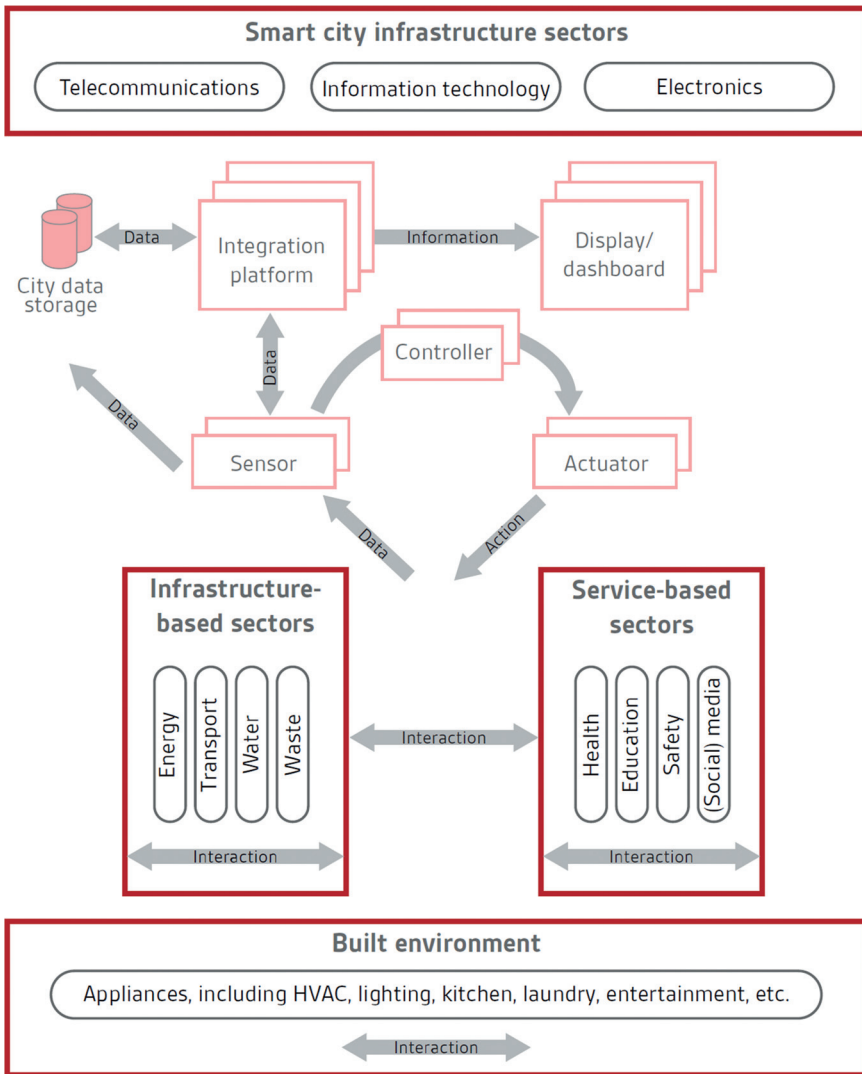 Smart city infrastructure sectors
Telecommunications
Information technology
Electronics
Data
Integration
platform
Information
Display/
dashboard
City data
storage
Data
Controller
Data
Sensor
Actuator
Data
Action
Infrastructure-
based sectors
Energy
Transport
Water
Waste
Interaction
Interaction
Service-based
sectors
Health
Education
Safety
(Social) media
Interaction
Built environment
Appliances, including HVAC, lighting, kitchen, laundry, entertainment, etc.
Interaction